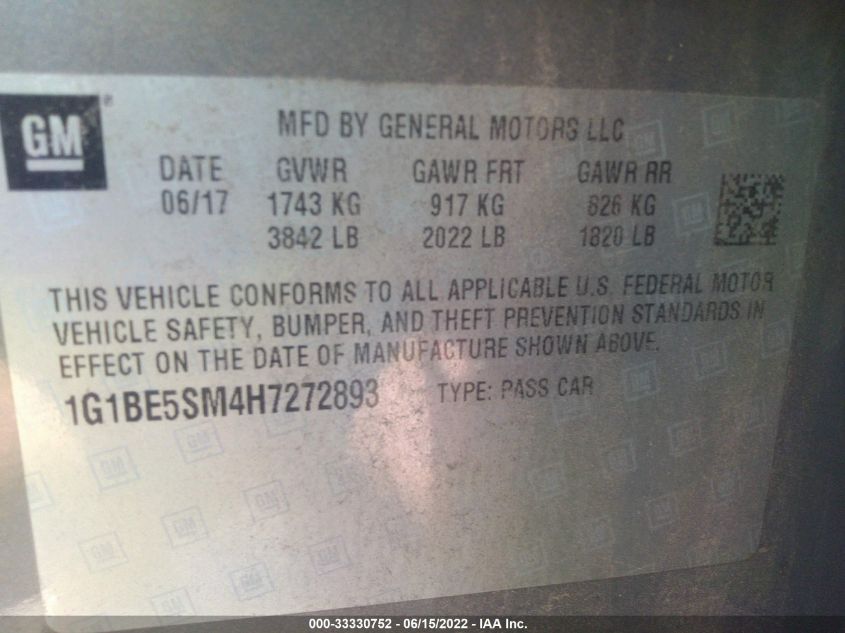 GM
MFD BY GENERAL MOTORS LLC
DATE GVWR GAWR FRT GAWR RR
06/17 1743 KG 917 KG 826 KG
3842 LB 2022 LB 1820 LB
THIS VEHICLE CONFORMS TO ALL APPLICABLE U.S. FEDERAL MOTOR
VEHICLE SAFETY, BUMPER, AND THEFT PREVENTION STANDARDS IN
EFFECT ON THE DATE OF MANUFACTURE SHOWN ABOVE.
1G1BE5SM4H7272893 TYPE: PASS CAR
000-33330752 - 06/15/2022 - IAA Inc.